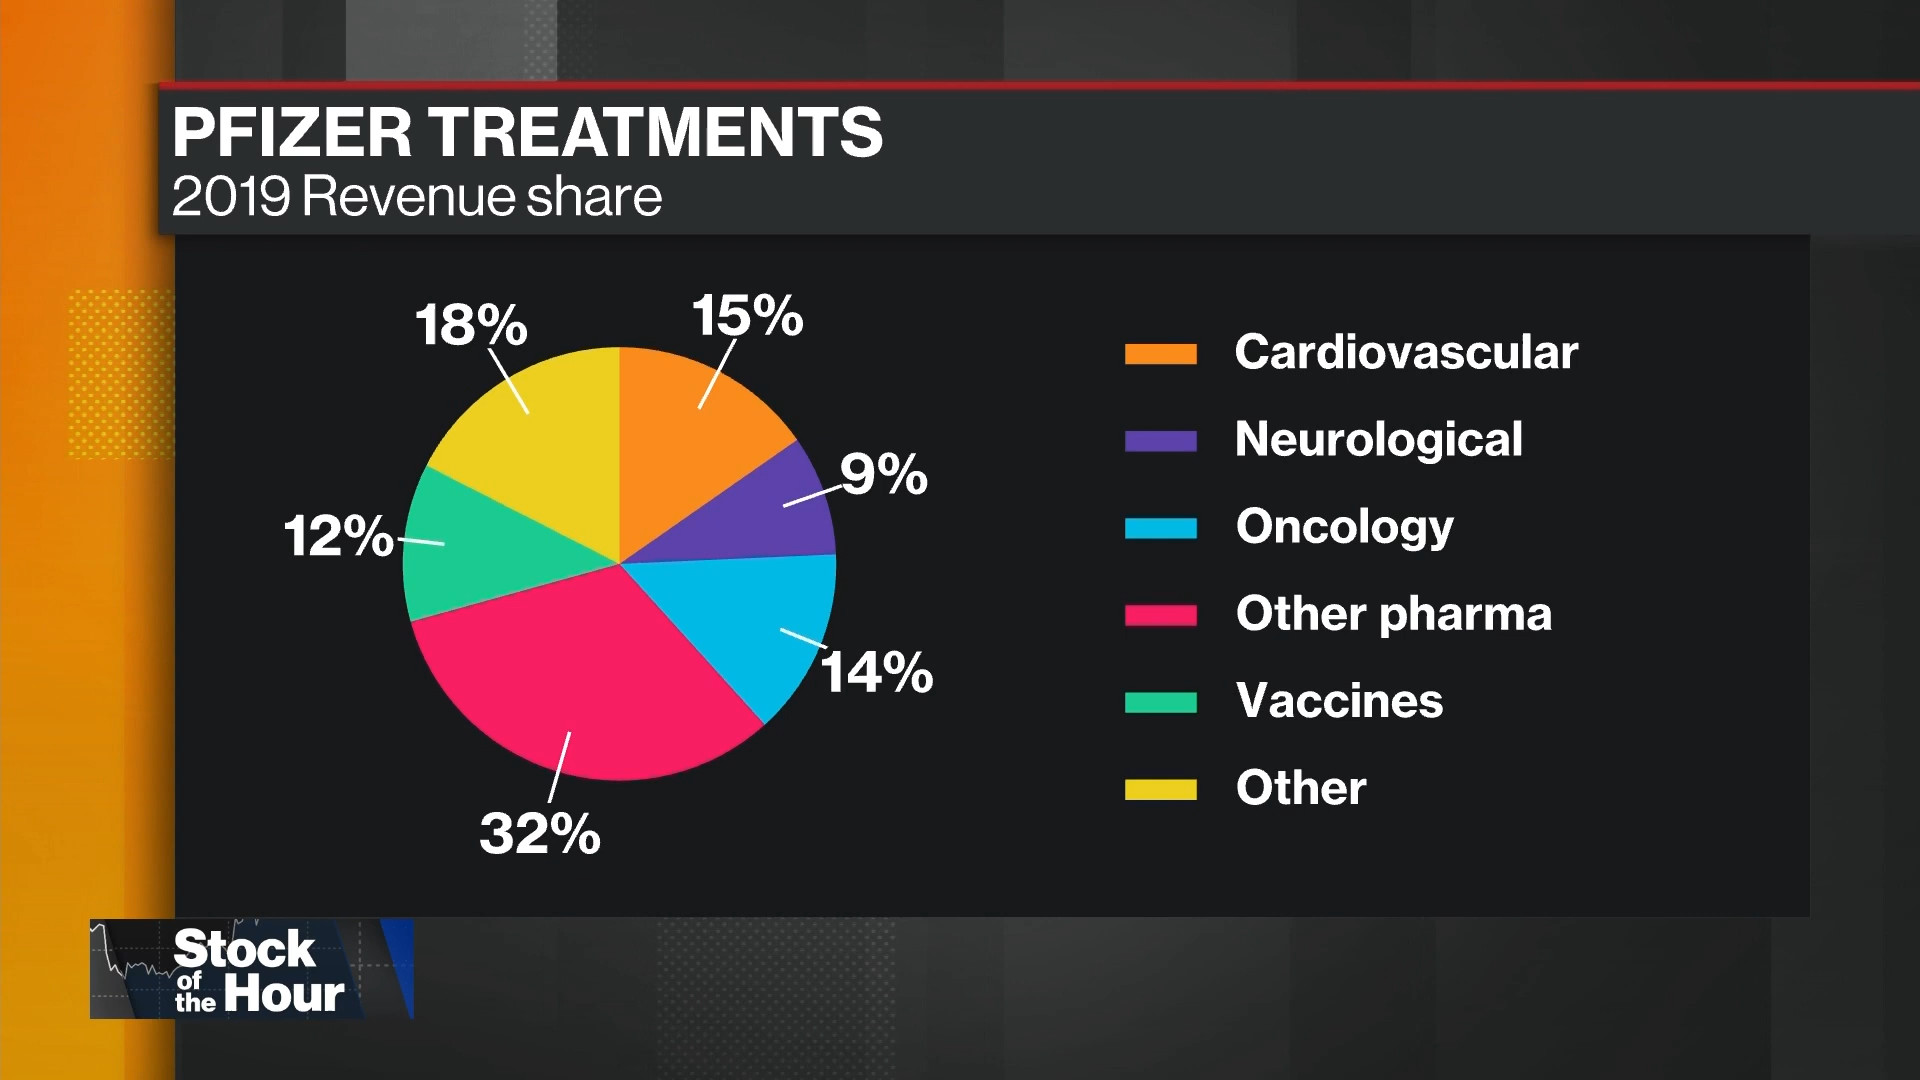 PFIZER TREATMENTS
2019 Revenue share
18%
15%
9%
12%
14%
32%
Cardiovascular
Neurological
Oncology
Other pharma
Vaccines
Other
Stock
of
the Hour